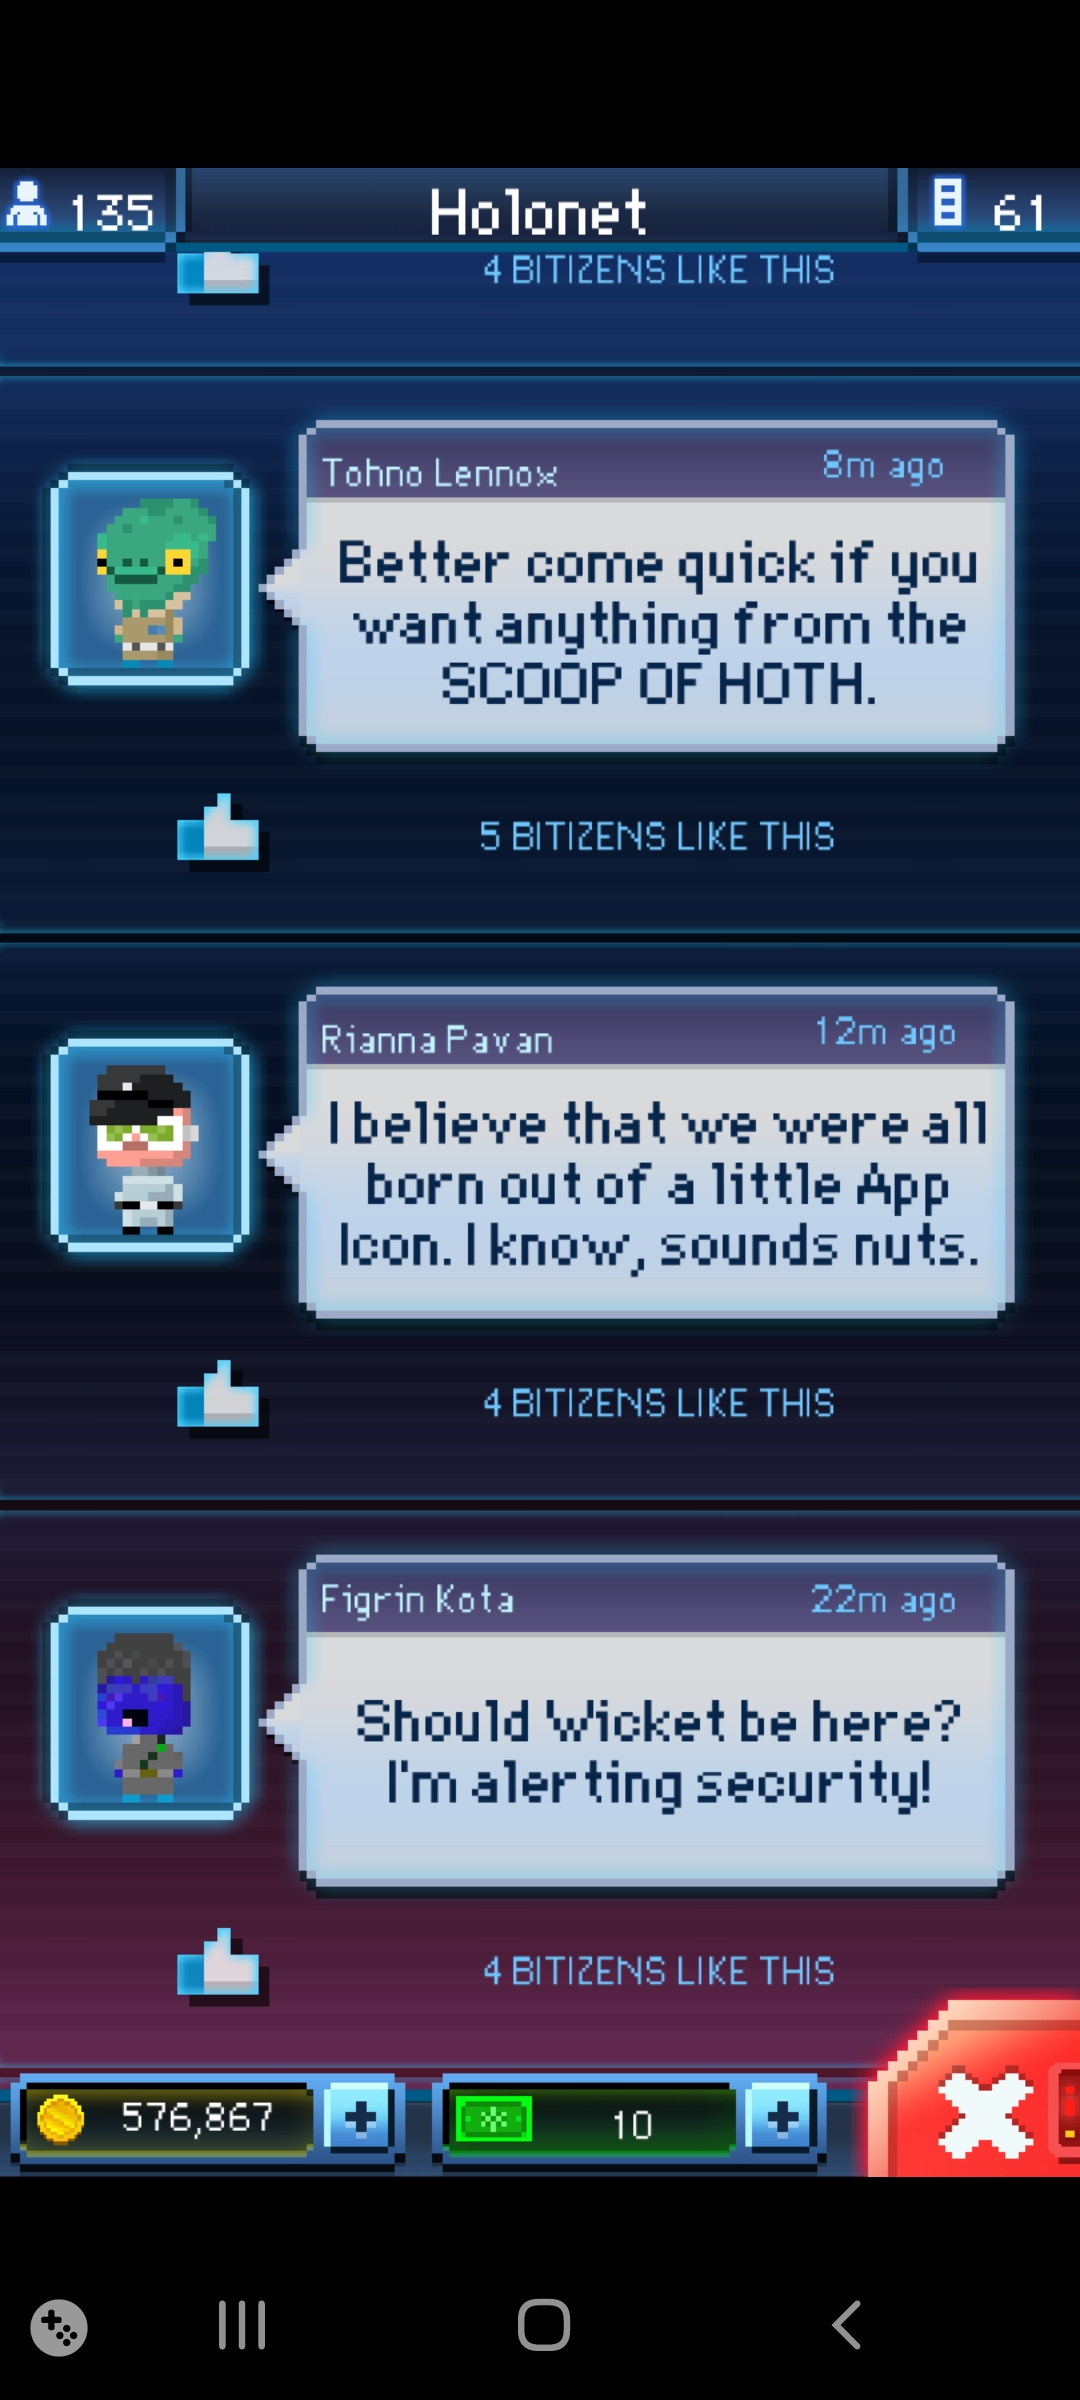 135
Holonet
61
4 BITIZENS LIKE THIS
Tohno Lennox
8m ago
Better come quick if you
want anything from the
SCOOP OF HOTH.
5 BITIZENS LIKE THIS
Rianna Pavan
12m ago
I believe that we were all
born out of a little App
Icon. I know, sounds nuts.
4 BITIZENS LIKE THIS
Figrin Kota
22m ago
Should Wicket be here?
I'm alerting security!
4 BITIZENS LIKE THIS
576,867
10